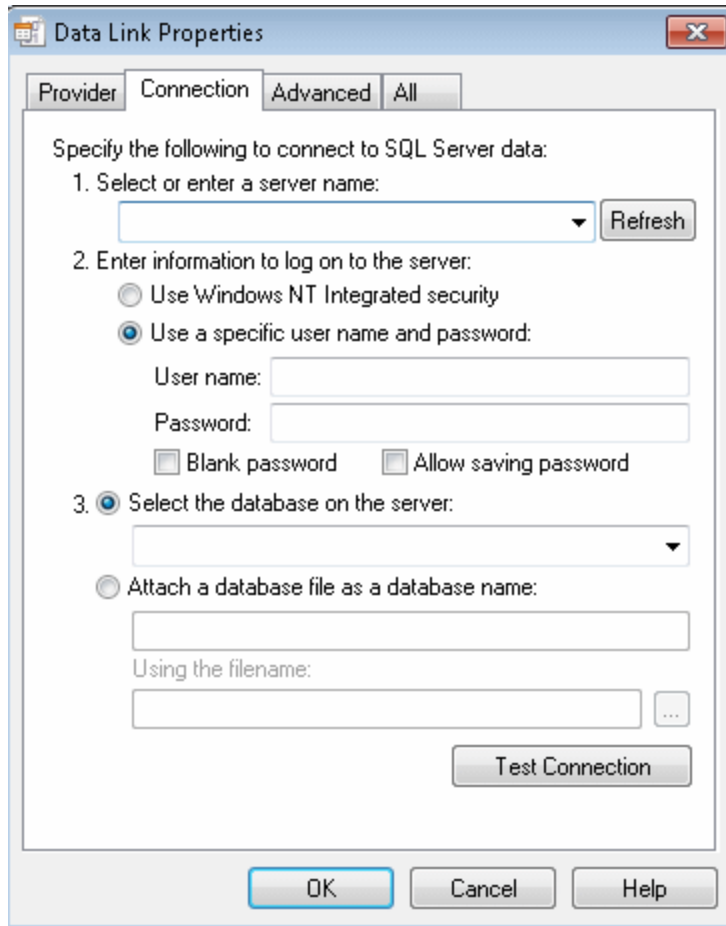 Data Link Properties
Provider Connection Advanced All
Specify the following to connect to SQL Server data:
1. Select or enter a server name:
Refresh
2. Enter information to log on to the server:
Use Windows NT Integrated security
Use a specific user name and password:
User name:
Password:
Blank password Allow saving password
3. Select the database on the server:
Attach a database file as a database name:
Using the filename:
...
Test Connection
OK Cancel Help